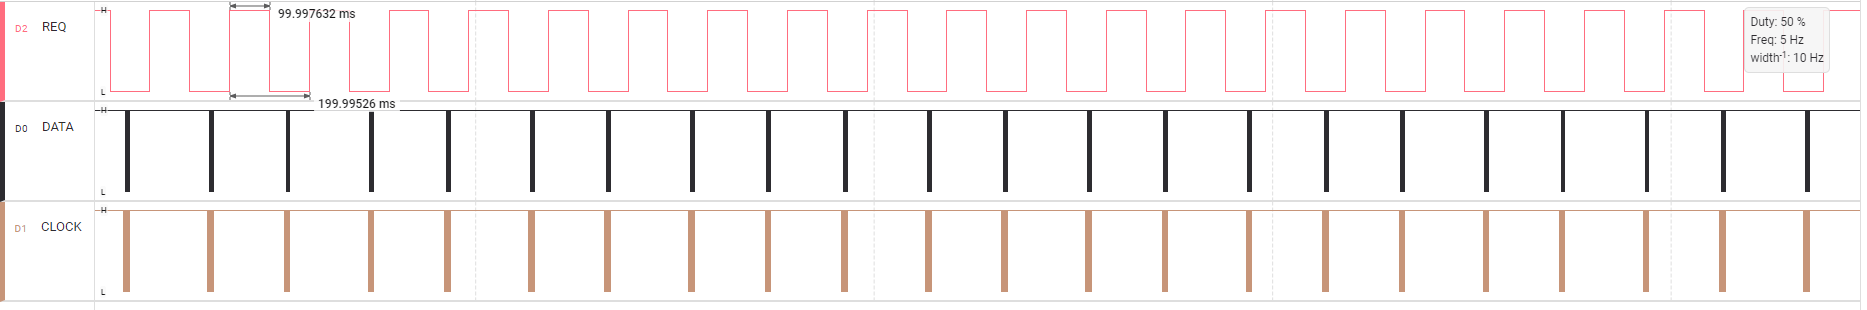 D2 REQ
H
L
99.997632 ms
199.99526 ms
Duty: 50 %
Freq: 5 Hz
width-1: 10 Hz
D0 DATA
H
L
D1 CLOCK
H
L